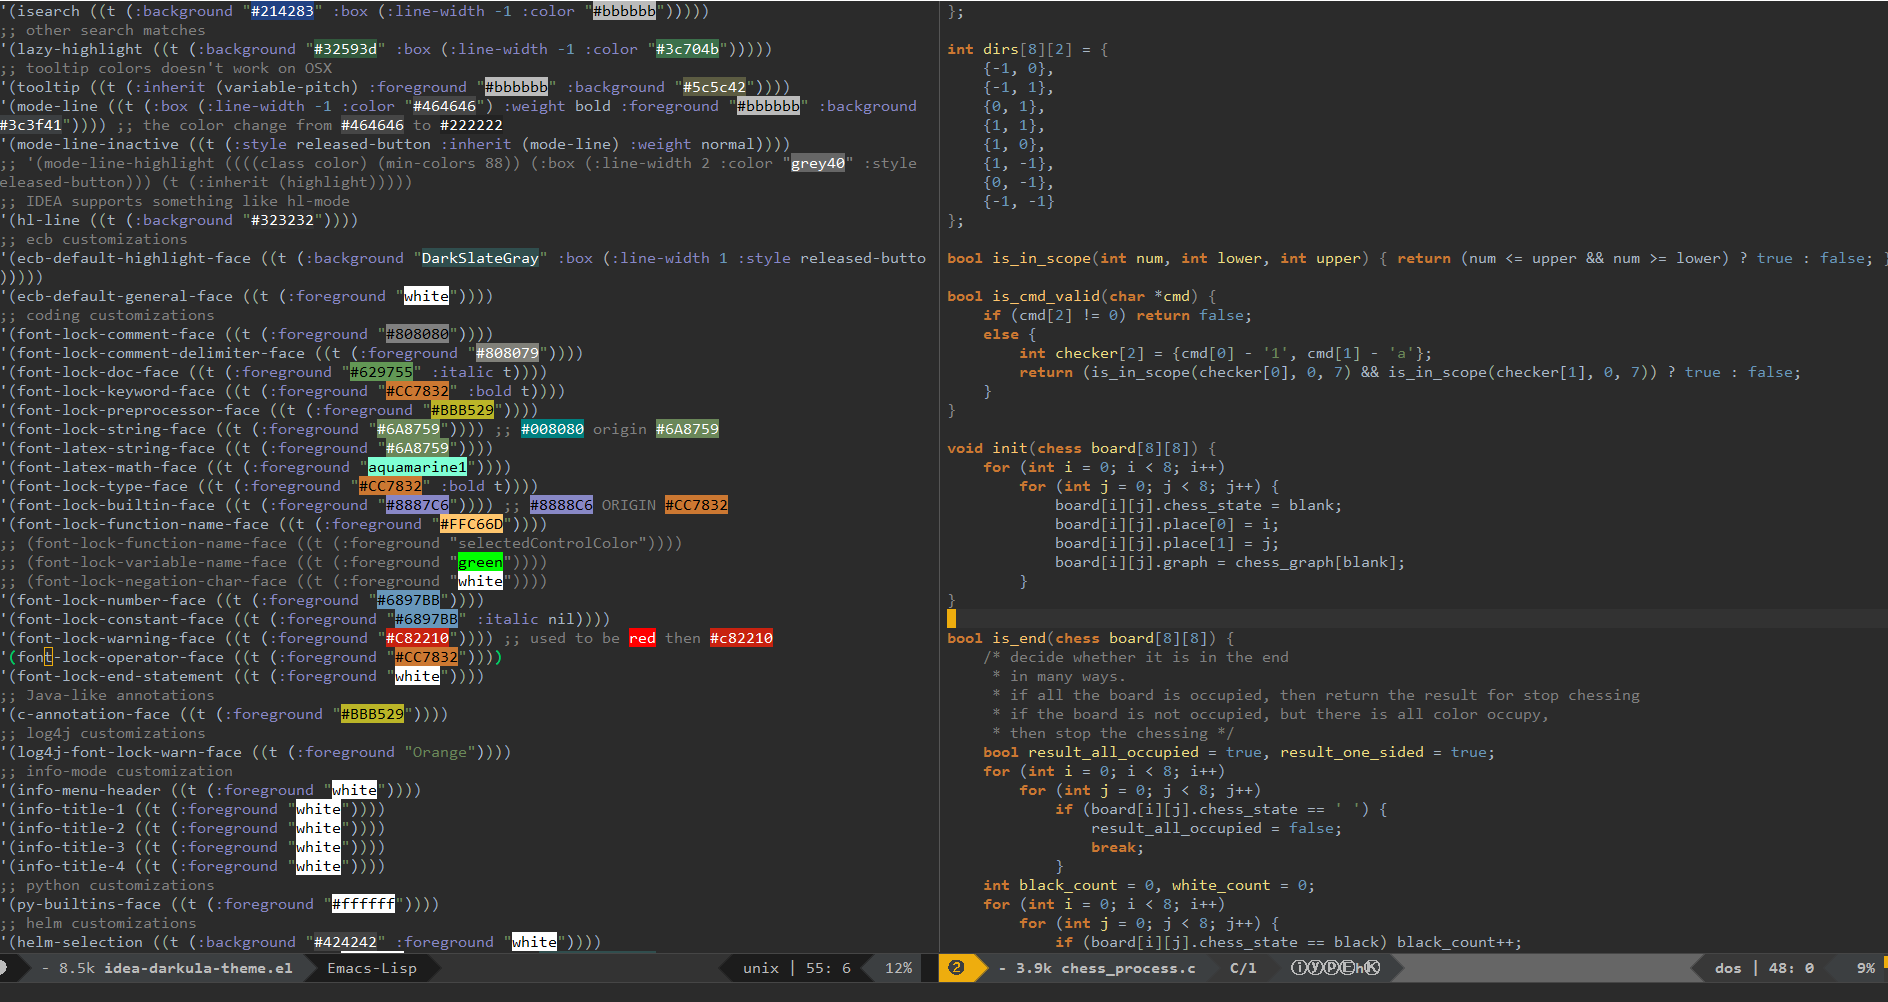 '(isearch ((t (:background "#214283" :box (:line-width -1 :color "#bbbbbb")))))
;; other search matches
'(lazy-highlight ((t (:background "#32593d" :box (:line-width -1 :color "#3c704b")))))
;; tooltip colors doesn't work on OSX
'(tooltip ((t (:inherit (variable-pitch) :foreground "#bbbbbb" :background "#5c5c42"))))
'(mode-line ((t (:box (:line-width -1 :color "#464646") :weight bold :foreground "#bbbbbb" :background
#3c3f41")))) ;; the color change from #464646 to #222222
'(mode-line-inactive ((t (:style released-button :inherit (mode-line) :weight normal))))
;; '(mode-line-highlight ((((class color) (min-colors 88)) (:box (:line-width 2 :color "grey40" :style
eleased-button))) (t (:inherit (highlight)))))
;; IDEA supports something like hl-mode
'(hl-line ((t (:background "#323232"))))
;; ecb customizations
'(ecb-default-highlight-face ((t (:background "DarkSlateGray" :box (:line-width 1 :style released-butto
)))))
'(ecb-default-general-face ((t (:foreground "white"))))
;; coding customizations
'(font-lock-comment-face ((t (:foreground "#808080"))))
'(font-lock-comment-delimiter-face ((t (:foreground "#808079"))))
'(font-lock-doc-face ((t (:foreground "#629755" :italic t))))
'(font-lock-keyword-face ((t (:foreground "#CC7832" :bold t))))
'(font-lock-preprocessor-face ((t (:foreground "#BBB529"))))
'(font-lock-string-face ((t (:foreground "#6A8759")))) ;; #008080 origin #6A8759
'(font-latex-string-face ((t (:foreground "#6A8759"))))
'(font-latex-math-face ((t (:foreground "aquamarine1"))))
'(font-lock-type-face ((t (:foreground "#CC7832" :bold t))))
'(font-lock-builtin-face ((t (:foreground "#8887C6")))) ;; #8888C6 ORIGIN #CC7832
'(font-lock-function-name-face ((t (:foreground "#FFC66D"))))
;; (font-lock-function-name-face ((t (:foreground "selectedControlColor"))))
;; (font-lock-variable-name-face ((t (:foreground "green"))))
;; (font-lock-negation-char-face ((t (:foreground "white"))))
'(font-lock-number-face ((t (:foreground "#6897BB"))))
'(font-lock-constant-face ((t (:foreground "#6897BB" :italic nil))))
'(font-lock-warning-face ((t (:foreground "#C82210")))) ;; used to be red then #c82210
'(font-lock-operator-face ((t (:foreground "#CC7832"))))
'(font-lock-end-statement ((t (:foreground "white"))))
;; Java-like annotations
'(c-annotation-face ((t (:foreground "#BBB529"))))
;; log4j customizations
'(log4j-font-lock-warn-face ((t (:foreground "Orange"))))
;; info-mode customization
'(info-menu-header ((t (:foreground "white"))))
'(info-title-1 ((t (:foreground "white"))))
'(info-title-2 ((t (:foreground "white"))))
'(info-title-3 ((t (:foreground "white"))))
'(info-title-4 ((t (:foreground "white"))))
;; python customizations
'(py-builtins-face ((t (:foreground "#ffffff"))))
;; helm customizations
'(helm-selection ((t (:background "#424242" :foreground "white"))))
- 8.5k idea-darkula-theme.el Emacs-Lisp unix | 55: 6 12%
};
int dirs[8][2] = {
{-1, 0},
{-1, 1},
{0, 1},
{1, 1},
{1, 0},
{1, -1},
{0, -1},
{-1, -1}
};
bool is_in_scope(int num, int lower, int upper) { return (num <= upper && num >= lower) ? true : false; }
bool is_cmd_valid(char *cmd) {
if (cmd[2] != 0) return false;
else {
int checker[2] = {cmd[0] - '1', cmd[1] - 'a'};
return (is_in_scope(checker[0], 0, 7) && is_in_scope(checker[1], 0, 7)) ? true : false;
}
}
void init(chess board[8][8]) {
for (int i = 0; i < 8; i++)
for (int j = 0; j < 8; j++) {
board[i][j].chess_state = blank;
board[i][j].place[0] = i;
board[i][j].place[1] = j;
board[i][j].graph = chess_graph[blank];
}
}
bool is_end(chess board[8][8]) {
/* decide whether it is in the end
* in many ways.
* if all the board is occupied, then return the result for stop chessing
* if the board is not occupied, but there is all color occupy,
* then stop the chessing */
bool result_all_occupied = true, result_one_sided = true;
for (int i = 0; i < 8; i++)
for (int j = 0; j < 8; j++)
if (board[i][j].chess_state == ' ') {
result_all_occupied = false;
break;
}
int black_count = 0, white_count = 0;
for (int i = 0; i < 8; i++)
for (int j = 0; j < 8; j++) {
if (board[i][j].chess_state == black) black_count++;
❷ - 3.9k chess_process.c C/l ⓘⓨⓅⒺⓗⓀ dos | 48: 0 9%